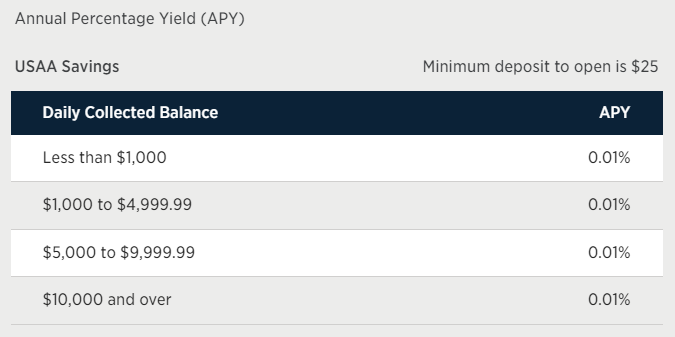 Annual Percentage Yield (APY)
USAA Savings Minimum deposit to open is $25
Daily Collected Balance APY
Less than $1,000 0.01%
$1,000 to $4,999.99 0.01%
$5,000 to $9,999.99 0.01%
$10,000 and over 0.01%